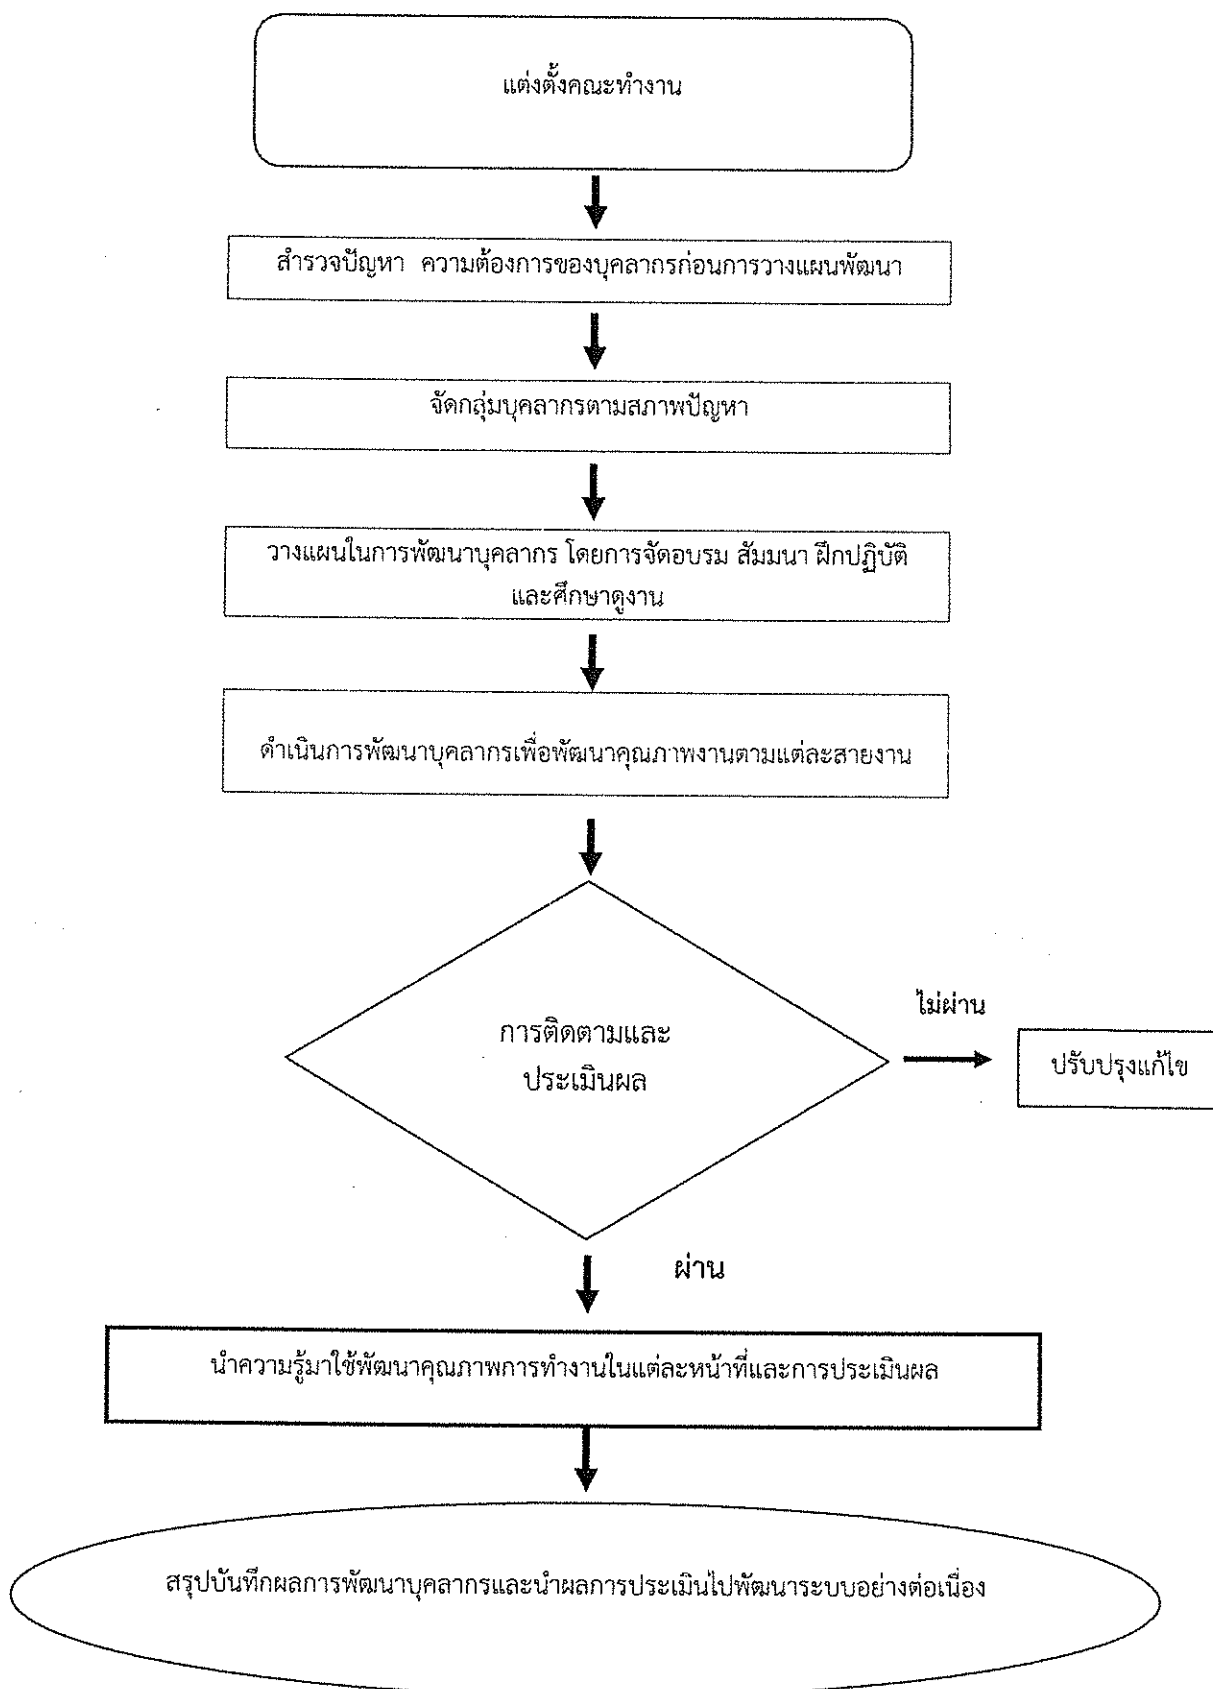 แต่งตั้งคณะทำงาน
สำรวจปัญหา ความต้องการของบุคลากรก่อนการวางแผนพัฒนา
จัดกลุ่มบุคลากรตามสภาพปัญหา
วางแผนในการพัฒนาบุคลากร โดยการจัดอบรม สัมมนา ฝึกปฏิบัติ
และศึกษาดูงาน
ดำเนินการพัฒนาบุคลากรเพื่อพัฒนาคุณภาพงานตามแต่ละสายงาน
การติดตามและ
ประเมินผล
ไม่ผ่าน
ปรับปรุงแก้ไข
ผ่าน
นำความรู้มาใช้พัฒนาคุณภาพการทำงานในแต่ละหน้าที่และการประเมินผล
สรุปบันทึกผลการพัฒนาบุคลากรและนำผลการประเมินไปพัฒนาระบบอย่างต่อเนื่อง